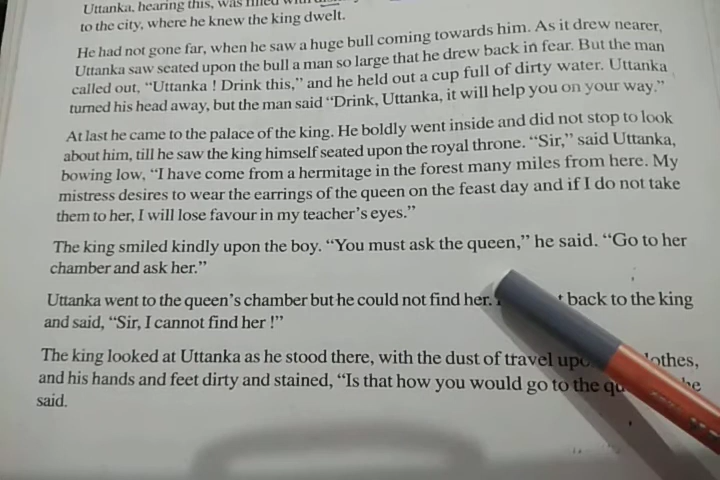 Uttanka, hearing this, was filled with
to the city, where he knew the king dwelt.
He had not gone far, when he saw a huge bull coming towards him. As it drew nearer,
Uttanka saw seated upon the bull a man so large that he drew back in fear. But the man
called out, “Uttanka ! Drink this,” and he held out a cup full of dirty water. Uttanka
turned his head away, but the man said “Drink, Uttanka, it will help you on your way.”
At last he came to the palace of the king. He boldly went inside and did not stop to look
about him, till he saw the king himself seated upon the royal throne. “Sir,” said Uttanka,
bowing low, “I have come from a hermitage in the forest many miles from here. My
mistress desires to wear the earrings of the queen on the feast day and if I do not take
them to her, I will lose favour in my teacher’s eyes.”
The king smiled kindly upon the boy. “You must ask the queen,” he said. “Go to her
chamber and ask her.”
Uttanka went to the queen’s chamber but he could not find her. back to the king
and said, “Sir, I cannot find her !”
The king looked at Uttanka as he stood there, with the dust of travel
and his hands and feet dirty and stained, “Is that how you would go to the
said.